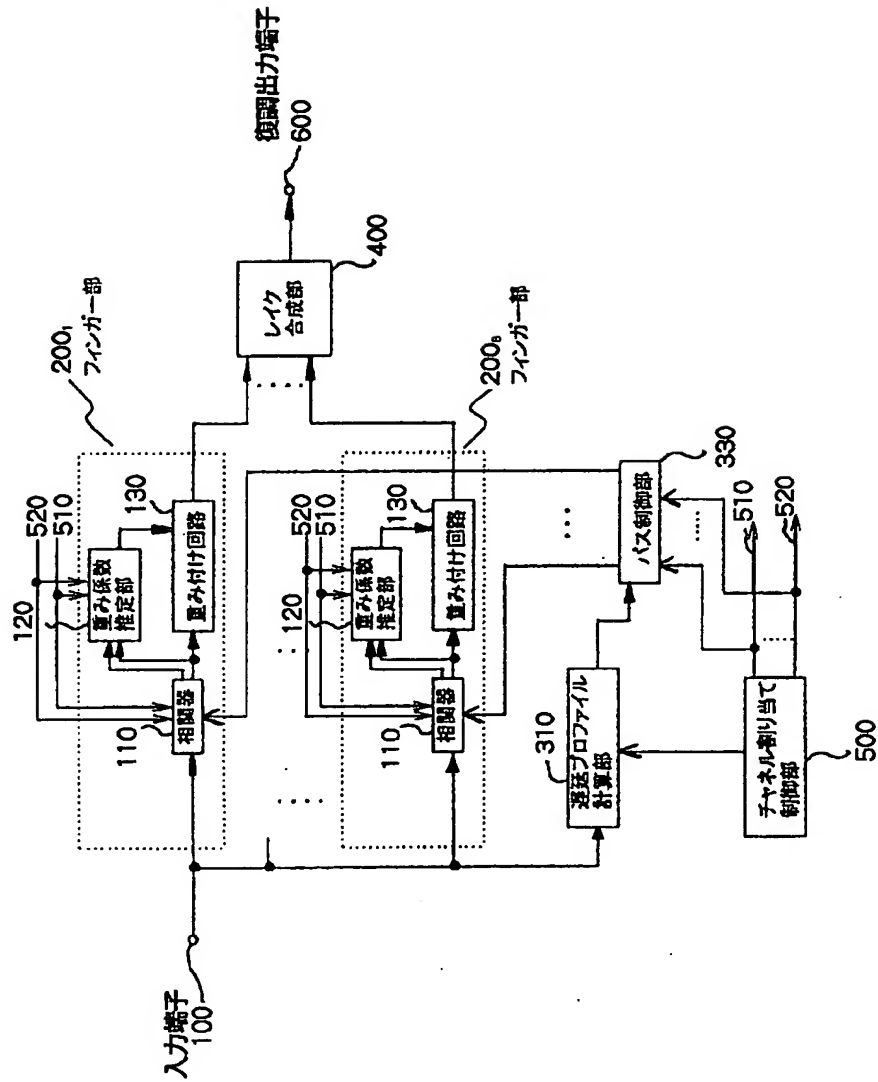 入力端子
100
200₁
フィンガー部
520
510
120
重み係数
推定部
130
110
相関器
重み付け回路
200₈
フィンガー部
520
510
120
重み係数
推定部
130
110
相関器
重み付け回路
レイク
合成部
400
復調出力端子
600
310
遅延プロファイル
計算部
パス制御部
330
チャネル割り当て
制御部
500
510
520